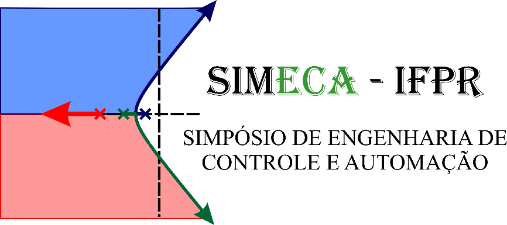 SIMECA - IFPR
SIMPÓSIO DE ENGENHARIA DE
CONTROLE E AUTOMAÇÃO